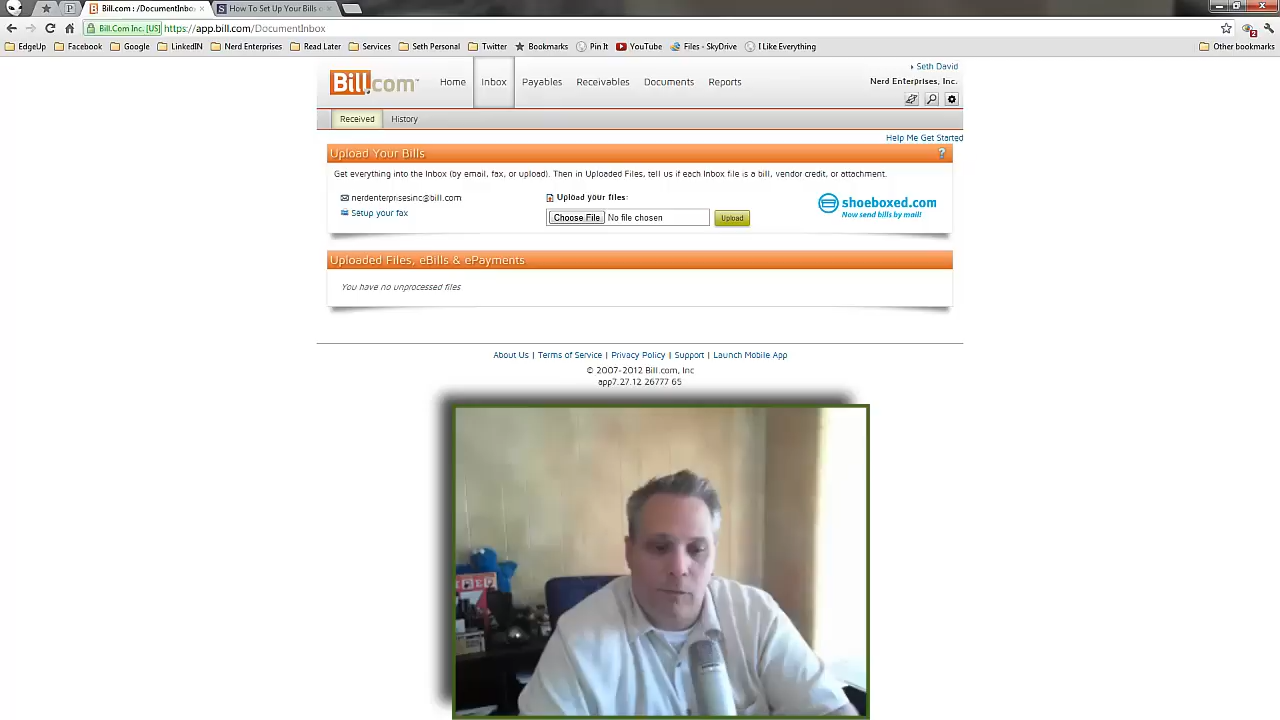 Bill.com : /DocumentInbo
How To Set Up Your Bills e
Bill.Com Inc. [US]
https://app.bill.com/DocumentInbox
EdgeUp
Facebook
Google
LinkedIN
Nerd Enterprises
Read Later
Services
Seth Personal
Twitter
Bookmarks
Pin It
YouTube
Files - SkyDrive
I Like Everything
Other bookmarks
Bill.com
Home
Inbox
Payables
Receivables
Documents
Reports
Seth David
Nerd Enterprises, Inc.
Received
History
Help Me Get Started
Upload Your Bills
?
Get everything into the Inbox (by email, fax, or upload). Then in Uploaded Files, tell us if each Inbox file is a bill, vendor credit, or attachment.
nerdenterprisesinc@bill.com
Setup your fax
Upload your files:
Choose File
No file chosen
Upload
shoeboxed.com
Now send bills by mail!
Uploaded Files, eBills & ePayments
You have no unprocessed files
About Us | Terms of Service | Privacy Policy | Support | Launch Mobile App
© 2007-2012 Bill.com, Inc
app7.27.12 26777 65